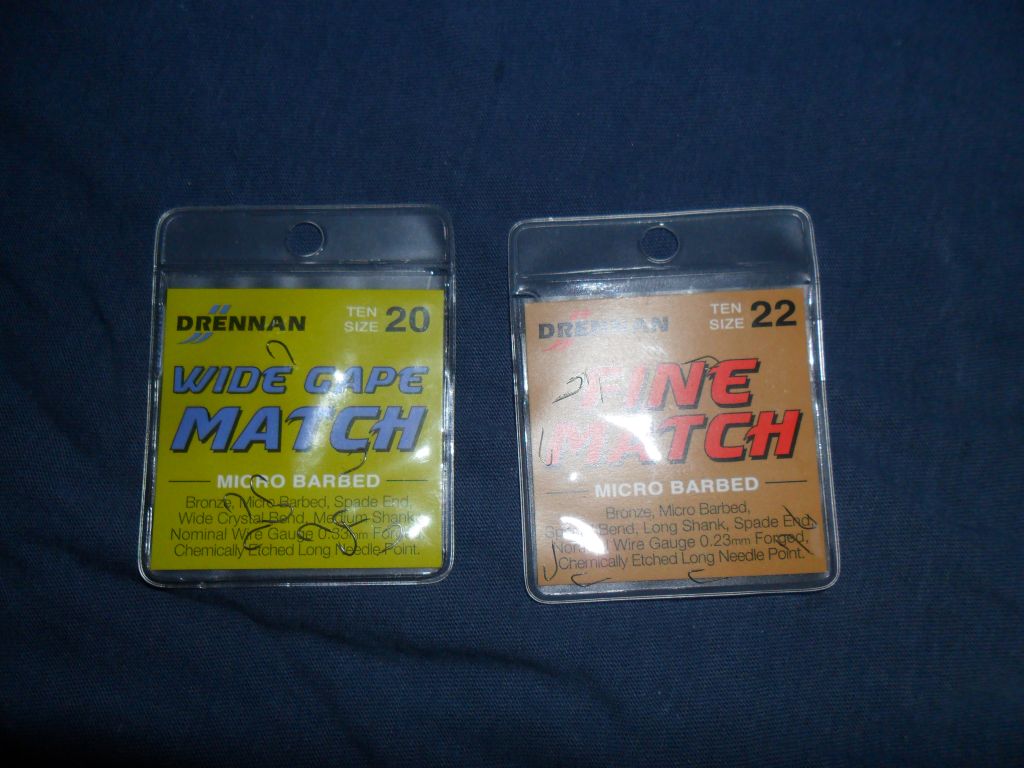 DRENNAN
TEN
SIZE 20
WIDE GAPE
MATCH
MICRO BARBED
Bronze, Micro Barbed, Spade End,
Wide Crystal Bend, Medium Shank,
Nominal Wire Gauge 0.33mm Forged,
Chemically Etched Long Needle Point.
DRENNAN
TEN
SIZE 22
FINE
MATCH
MICRO BARBED
Bronze, Micro Barbed,
Bend, Long Shank, Spade End,
Nominal Wire Gauge 0.23mm Forged,
Chemically Etched Long Needle Point.